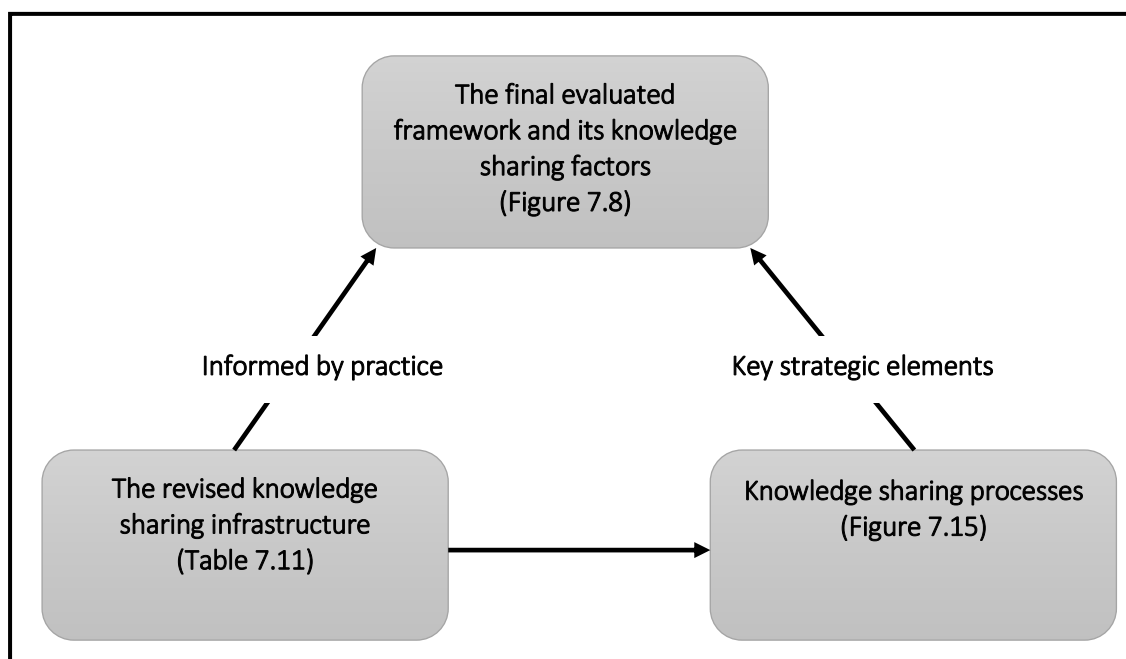 The final evaluated
framework and its knowledge
sharing factors
(Figure 7.8)
Informed by practice
Key strategic elements
The revised knowledge
sharing infrastructure
(Table 7.11)
Knowledge sharing processes
(Figure 7.15)